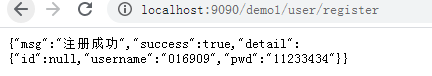 localhost:9090/demo1/user/register
{"msg":"注册成功","success":true,"detail":
{"id":null,"username":"016909","pwd":"11233434"}}